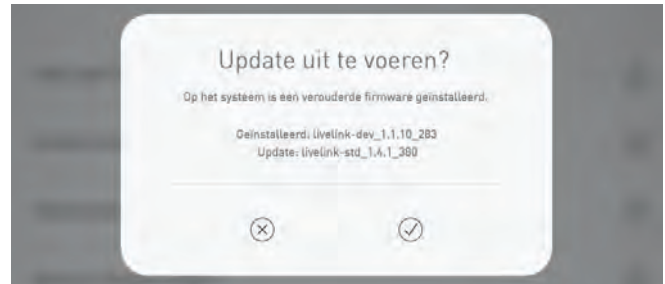 Update uit te voeren?
Op het systeem is een verouderde firmware geïnstalleerd.
Geïnstalleerd: livelink-dev_1.1.10_283
Update: livelink-std_1.4.1_380